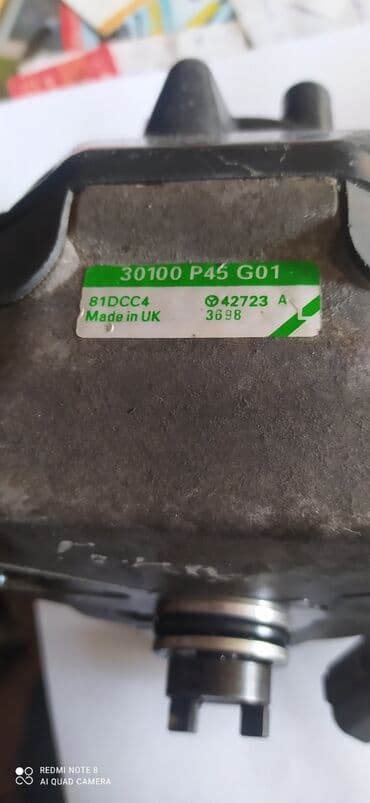 30100 P45 G01
81DCC4 42723 A
Made in UK 3698
REDMI NOTE 8
AI QUAD CAMERA